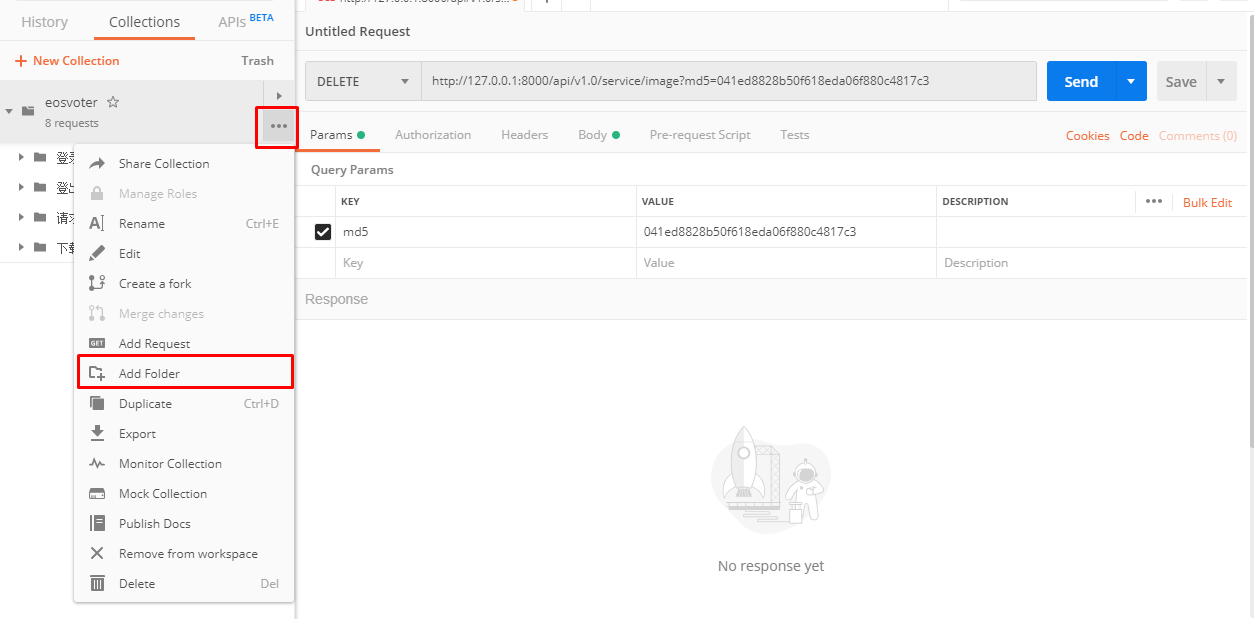 History
Collections
APIs BETA
+ New Collection
Trash
eosvoter
8 requests
登录
登出
请求
下载
Share Collection
Manage Roles
Rename Ctrl+E
Edit
Create a fork
Merge changes
GET Add Request
Add Folder
Duplicate Ctrl+D
Export
Monitor Collection
Mock Collection
Publish Docs
Remove from workspace
Delete Del
Untitled Request
DELETE http://127.0.0.1:8000/api/v1.0/service/image?md5=041ed8828b50f618eda06f880c4817c3 Send Save
Params Authorization Headers Body Pre-request Script Tests Cookies Code Comments (0)
Query Params
KEY VALUE DESCRIPTION ••• Bulk Edit
md5 041ed8828b50f618eda06f880c4817c3
Key Value Description
Response
No response yet